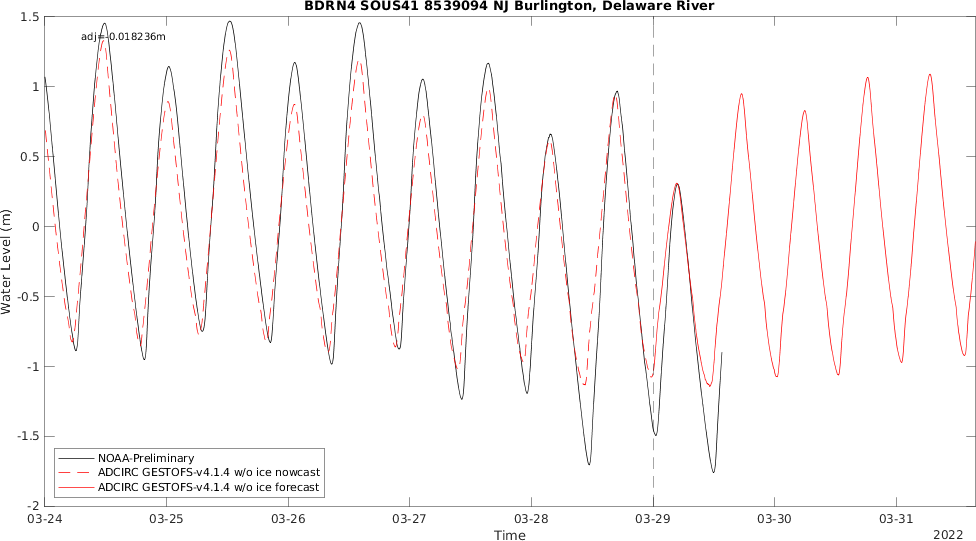 BDRN4 SOUS41 8539094 NJ Burlington, Delaware River
adj=-0.018236m
1.5
1
0.5
0
-0.5
-1
-1.5
-2
Water Level (m)
NOAA-Preliminary
ADCIRC GESTOFS-v4.1.4 w/o ice nowcast
ADCIRC GESTOFS-v4.1.4 w/o ice forecast
03-24 03-25 03-26 03-27 03-28 03-29 03-30 03-31
Time
2022